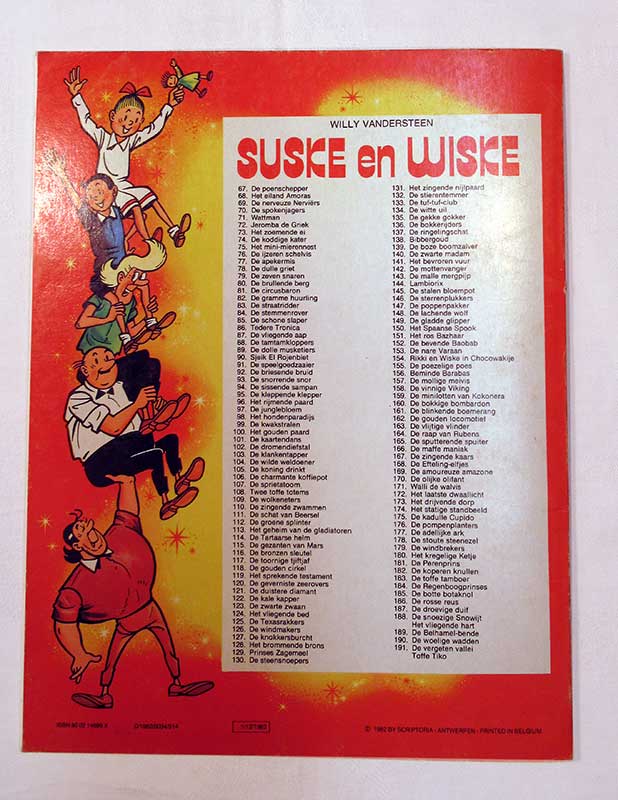 WILLY VANDERSTEEN
SUSKE en WISKE
67. De poenschepper
68. Het eiland Amoras
69. De nerveuze Nerviërs
70. De spokenjagers
71. Wattman
72. Jeromba de Griek
73. Het zoemende ei
74. De koddige kater
75. Het mini-mierennest
76. De ijzeren schelvis
77. De apekermis
78. De dulle griet
79. De zeven snaren
80. De brullende berg
81. De circusbaron
82. De gramme huurling
83. De straatridder
84. De stemmenrover
85. De schone slaper
86. Tedere Tronica
87. De vliegende aap
88. De tamtamkloppers
89. De dolle musketiers
90. Sjeik El Rojenbiet
91. De speelgoedzaaier
92. De briesende bruid
93. De snorrende snor
94. De sissende sampan
95. De kleppende klepper
96. Het rijmende paard
97. De junglebloem
98. Het hondenparadijs
99. De kwakstralen
100. Het gouden paard
101. De kaartendans
102. De dromendiefstal
103. De klankentapper
104. De wilde weldoener
105. De koning drinkt
106. De charmante koffiepot
107. De sprietatoom
108. Twee toffe totems
109. De wolkeneters
110. De zingende zwammen
111. De schat van Beersel
112. De groene splinter
113. Het geheim van de gladiatoren
114. De Tartaarse helm
115. De gezanten van Mars
116. De bronzen sleutel
117. De toornige tjiftjaf
118. De gouden cirkel
119. Het sprekende testament
120. De geverniste zeerovers
121. De duistere diamant
122. De kale kapper
123. De zwarte zwaan
124. Het vliegende bed
125. De Texasrakkers
126. De windmakers
127. De knokkersburcht
128. Het brommende brons
129. Prinses Zagemeel
130. De steensnoepers
131. Het zingende nijlpaard
132. De stierentemmer
133. De tuf-tuf-club
134. De witte uil
135. De gekke gokker
136. De bokkerijders
137. De ringelingschat
138. Bibbergoud
139. De boze boomzalver
140. De zwarte madam
141. Het bevroren vuur
142. De mottenvanger
143. De malle mergpijp
144. Lambiorix
145. De stalen bloempot
146. De sterrenplukkers
147. De poppenpakker
148. De lachende wolf
149. De gladde glipper
150. Het Spaanse Spook
151. Het ros Bazhaar
152. De bevende Baobab
153. De nare Varaan
154. Rikki en Wiske in Chocowakije
155. De poezelige poes
156. Beminde Barabas
157. De mollige meivis
158. De vinnige Viking
159. De minilotten van Kokonera
160. De bokkige bombardon
161. De blinkende boemerang
162. De gouden locomotief
163. De vlijtige vlinder
164. De raap van Rubens
165. De sputterende spuiter
166. De maffe maniak
167. De zingende kaars
168. De Efteling-elfjes
169. De amoureuze amazone
170. De olijke olifant
171. Walli de walvis
172. Het laatste dwaallicht
173. Het drijvende dorp
174. Het statige standbeeld
175. De kadulle Cupido
176. De pompenplanters
177. De adellijke ark
178. De stoute steenezel
179. De windbrekers
180. Het kregelige Ketje
181. De Perenprins
182. De koperen knullen
183. De toffe tamboer
184. De Regenboogprinses
185. De botte botaknol
186. De rosse reus
187. De droevige duif
188. De snoezige Snowijt
Het vliegende hart
189. De Belhamel-bende
190. De woelige wadden
191. De vergeten vallei
Toffe Tiko
© 1982 BY SCRIPTORIA - ANTWERPEN - PRINTED IN BELGIUM